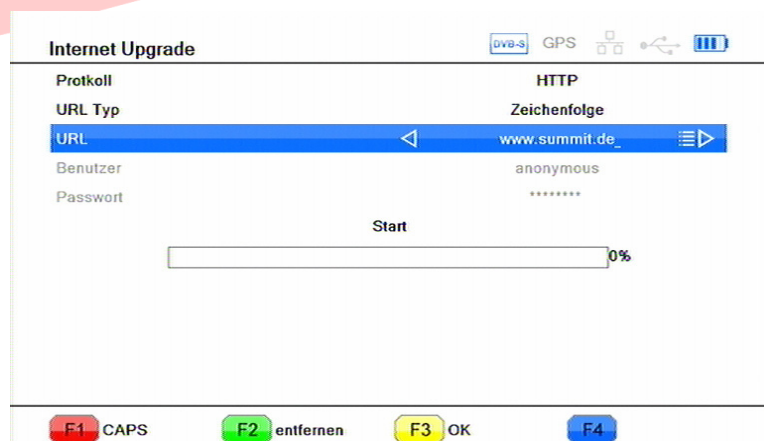 Internet Upgrade DVB-S GPS
Protkoll HTTP
URL Typ Zeichenfolge
URL www.summit.de_
Benutzer anonymous
Passwort ********
Start
0%
F1 CAPS F2 entfernen F3 OK F4